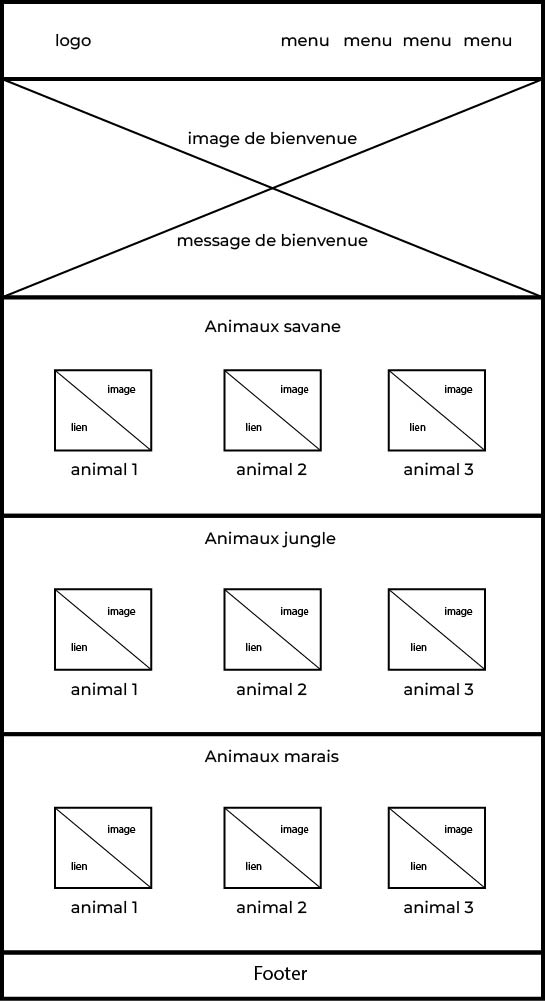 logo menu menu menu menu
image de bienvenue
message de bienvenue
Animaux savane
image image image
lien lien lien
animal 1 animal 2 animal 3
Animaux jungle
image image image
lien lien lien
animal 1 animal 2 animal 3
Animaux marais
image image image
lien lien lien
animal 1 animal 2 animal 3
Footer